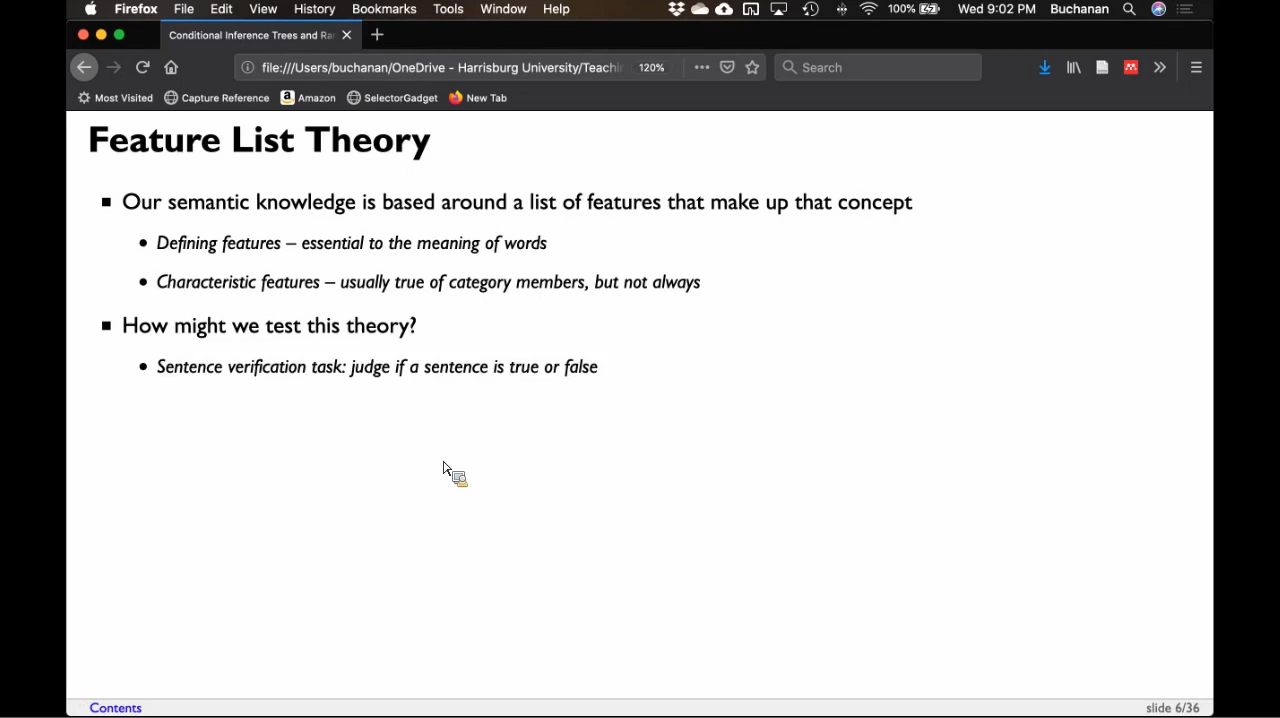 Firefox File Edit View History Bookmarks Tools Window Help 100% Wed 9:02 PM Buchanan
Conditional Inference Trees and Ra
file:///Users/buchanan/OneDrive - Harrisburg University/Teachi 120% Search
Most Visited Capture Reference Amazon SelectorGadget New Tab
Feature List Theory
Our semantic knowledge is based around a list of features that make up that concept
Defining features – essential to the meaning of words
Characteristic features – usually true of category members, but not always
How might we test this theory?
Sentence verification task: judge if a sentence is true or false
Contents slide 6/36